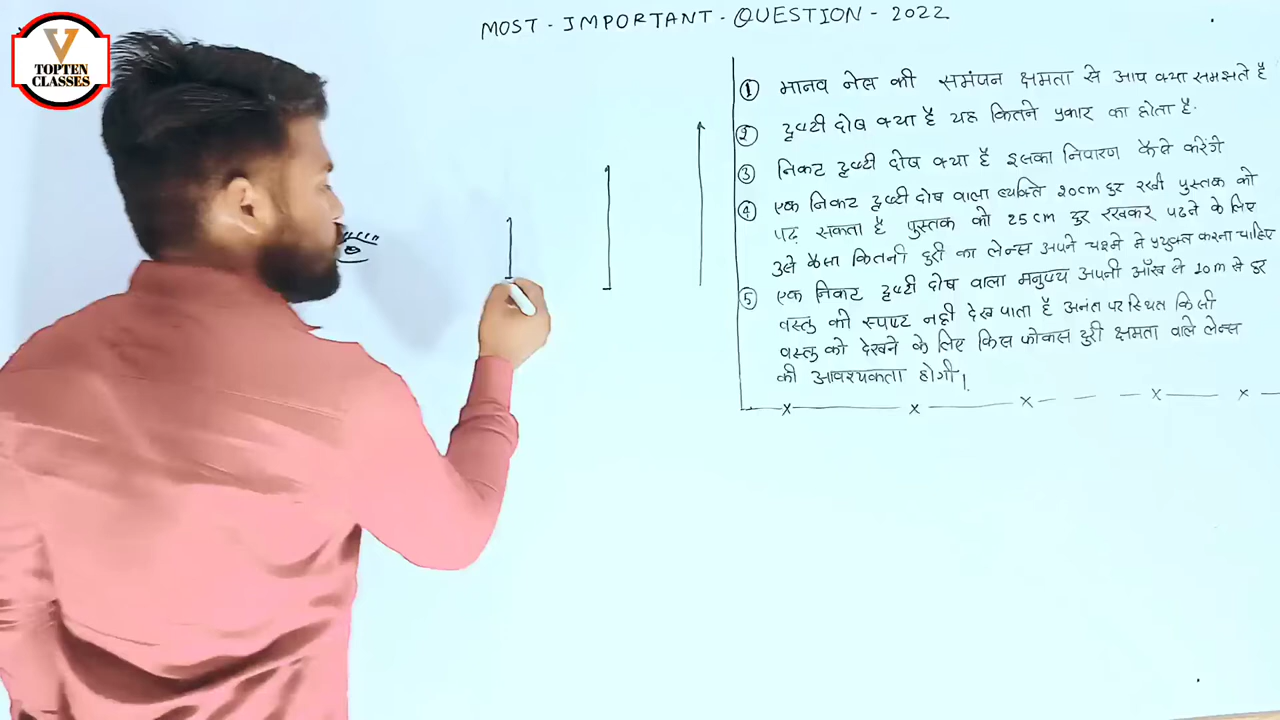 V
TOPTEN
CLASSES
MOST - IMPORTANT - QUESTION - 2022
① मानव नेत्र की समंजन क्षमता से आप क्या समझते है
② दृष्टी दोष क्या है यह कितने प्रकार का होता है.
③ निकट दृष्टी दोष क्या है इसका निवारण कैसे करेंगे
④ एक निकट दृष्टी दोष वाला व्यक्ति 20cm दुर रखी पुस्तक को
पढ़ सकता है पुस्तक को 25cm दुर रखकर पढने के लिए
उसे कैसा कितनी दुरी का लेन्स अपने चश्मे मे प्रयुक्त करना चाहिए
⑤ एक निकट दृष्टी दोष वाला मनुष्य अपनी आँख से 10m से दुर
वस्तु को स्पष्ट नही देख पाता है अनंत पर स्थित किसी
वस्तु को देखने के लिए किस फोकस दुरी क्षमता वाले लेन्स
की आवश्यकता होगी।